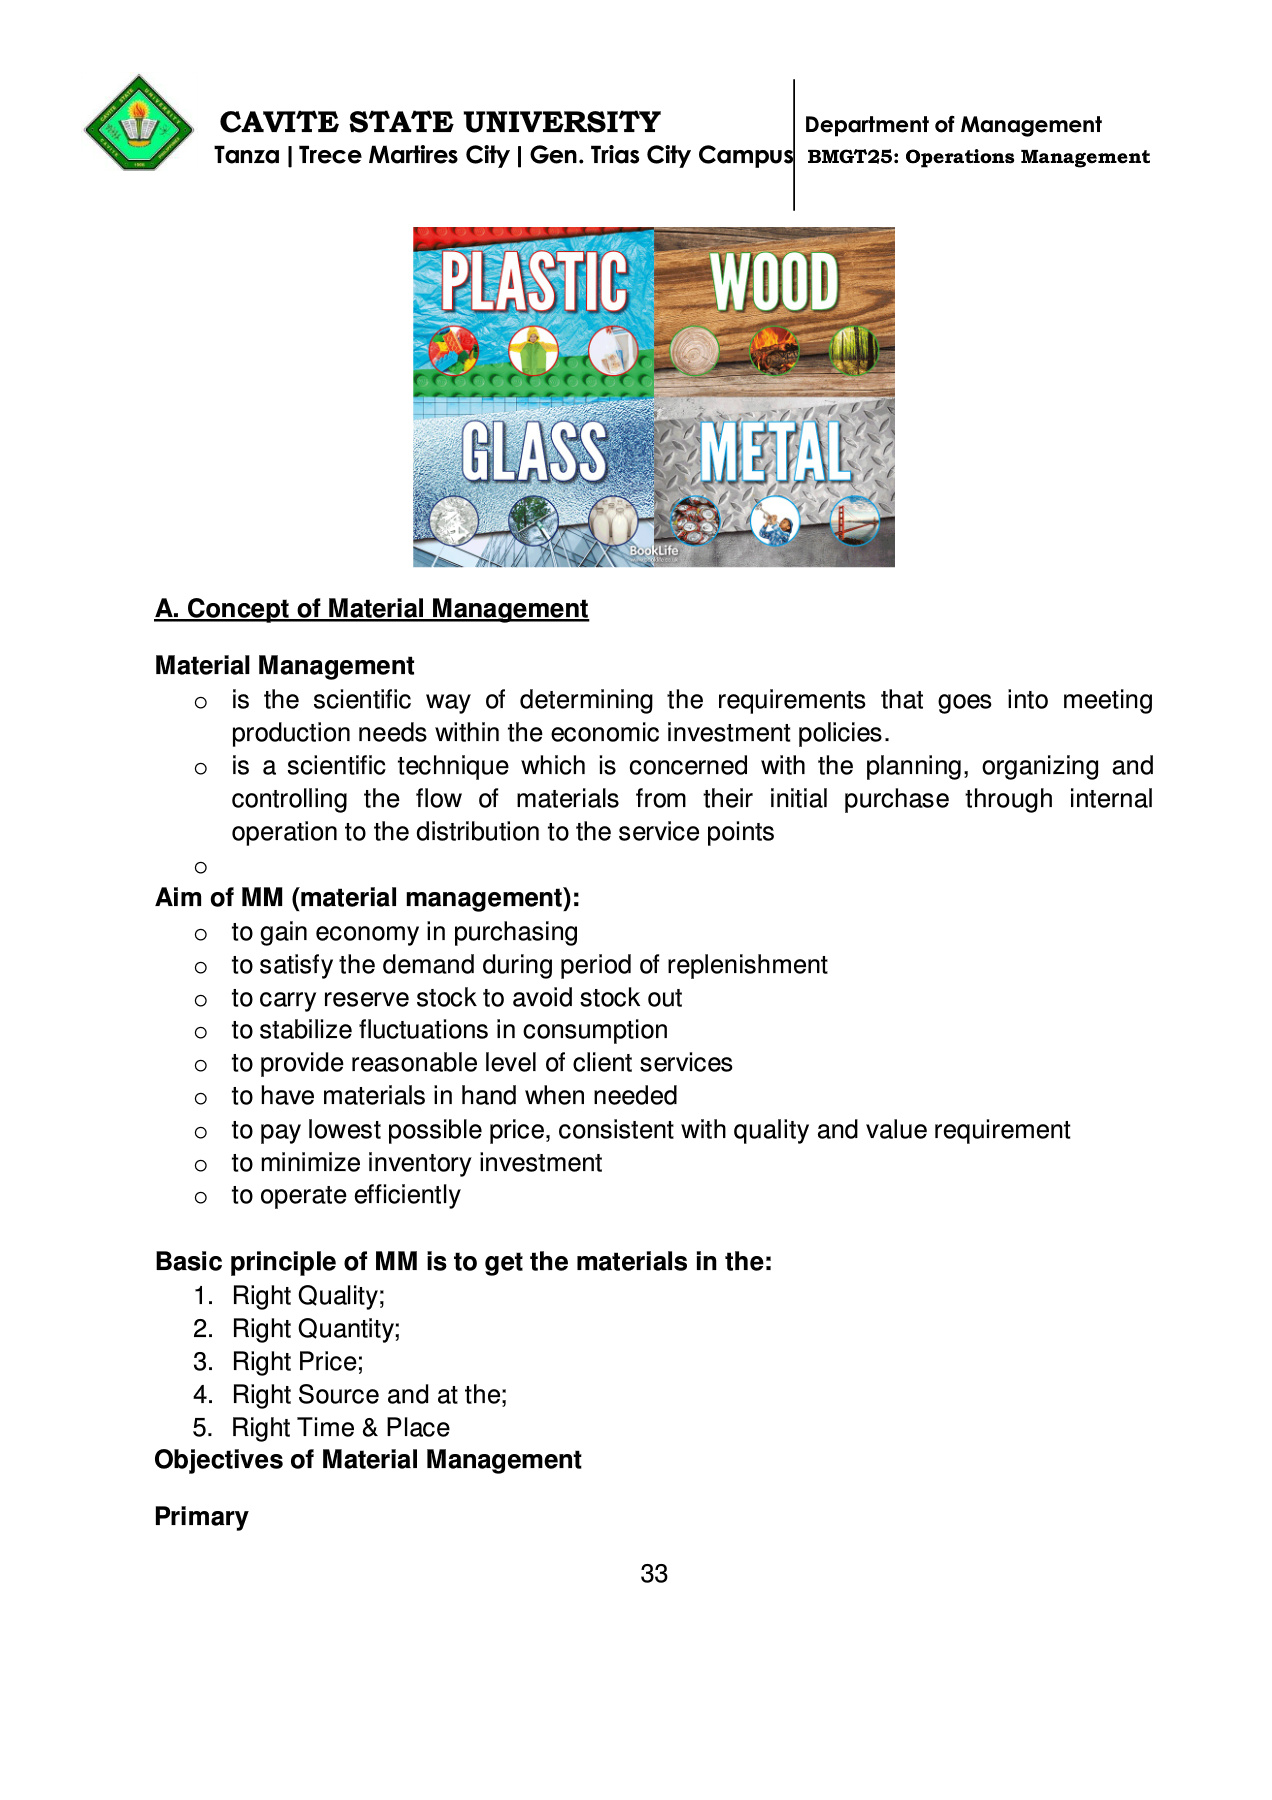 CAVITE STATE UNIVERSITY
Tanza | Trece Martires City | Gen. Trias City Campus
Department of Management
BMGT25: Operations Management
PLASTIC
WOOD
GLASS
METAL
BookLife
A. Concept of Material Management
Material Management
o is the scientific way of determining the requirements that goes into meeting
production needs within the economic investment policies.
o is a scientific technique which is concerned with the planning, organizing and
controlling the flow of materials from their initial purchase through internal
operation to the distribution to the service points
o
Aim of MM (material management):
o to gain economy in purchasing
o to satisfy the demand during period of replenishment
o to carry reserve stock to avoid stock out
o to stabilize fluctuations in consumption
o to provide reasonable level of client services
o to have materials in hand when needed
o to pay lowest possible price, consistent with quality and value requirement
o to minimize inventory investment
o to operate efficiently
Basic principle of MM is to get the materials in the:
1. Right Quality;
2. Right Quantity;
3. Right Price;
4. Right Source and at the;
5. Right Time & Place
Objectives of Material Management
Primary
33